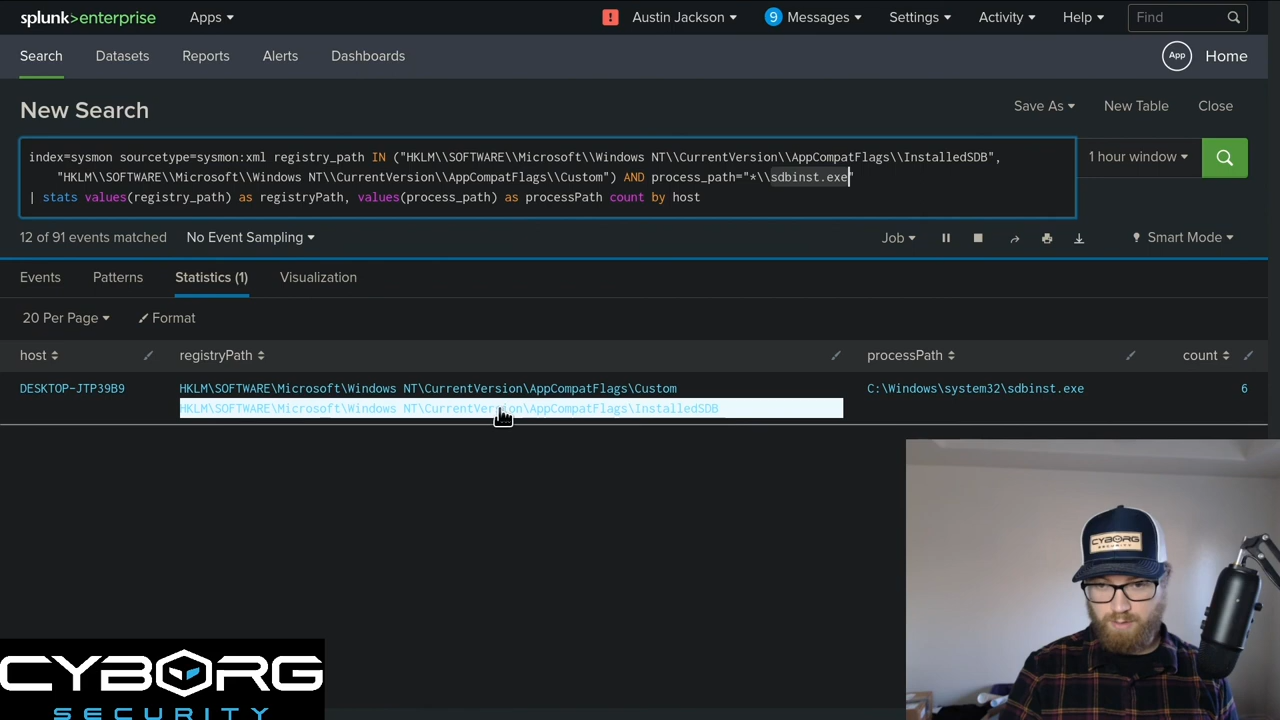 splunk>enterprise Apps ! Austin Jackson 9 Messages Settings Activity Help Find
Search Datasets Reports Alerts Dashboards App Home
New Search Save As New Table Close
index=sysmon sourcetype=sysmon:xml registry_path IN ("HKLM\\SOFTWARE\\Microsoft\\Windows NT\\CurrentVersion\\AppCompatFlags\\InstalledSDB", 1 hour window
"HKLM\\SOFTWARE\\Microsoft\\Windows NT\\CurrentVersion\\AppCompatFlags\\Custom") AND process_path="*\\sdbinst.exe"
| stats values(registry_path) as registryPath, values(process_path) as processPath count by host
12 of 91 events matched No Event Sampling Job Smart Mode
Events Patterns Statistics (1) Visualization
20 Per Page Format
host registryPath processPath count
DESKTOP-JTP39B9 HKLM\SOFTWARE\Microsoft\Windows NT\CurrentVersion\AppCompatFlags\Custom C:\Windows\system32\sdbinst.exe 6
HKLM\SOFTWARE\Microsoft\Windows NT\CurrentVersion\AppCompatFlags\InstalledSDB
CYBORG
SECURITY
CYBORG
SECURITY